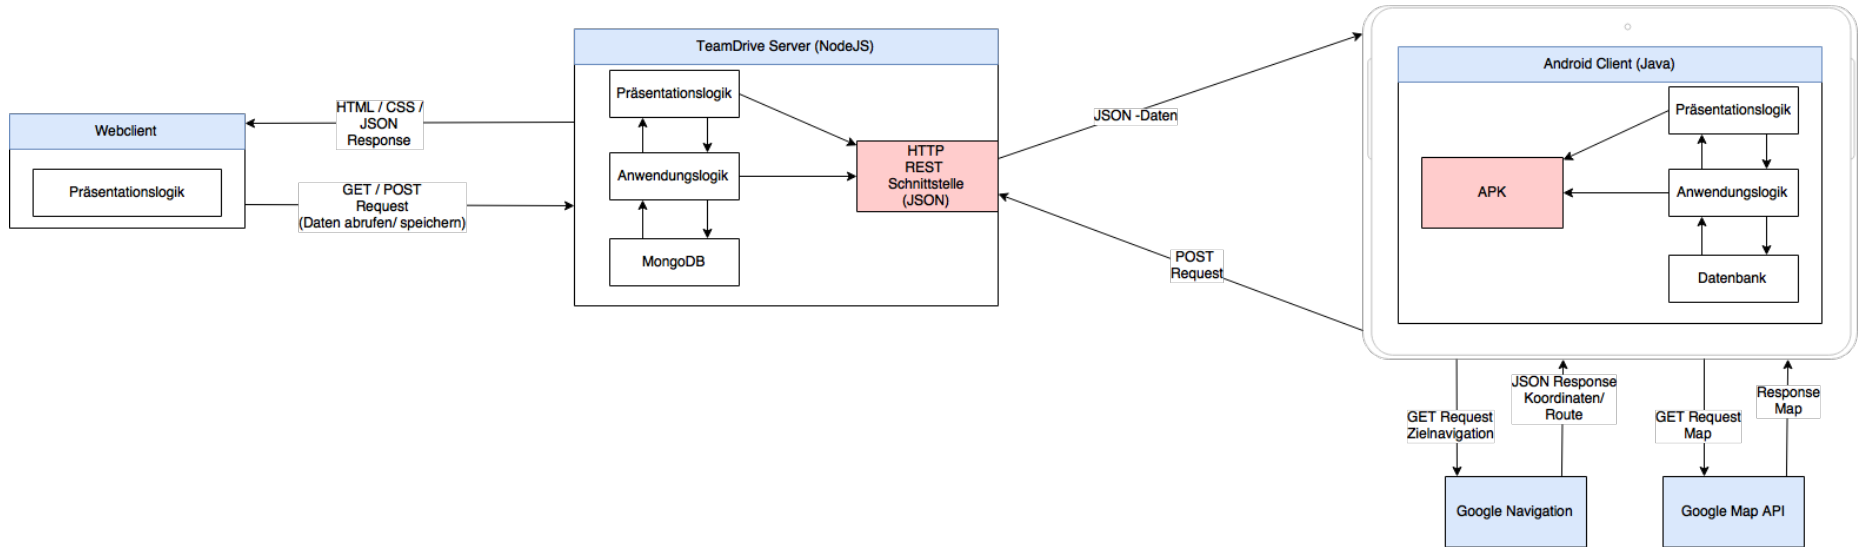 Webclient
Präsentationslogik
HTML / CSS /
JSON
Response
GET / POST
Request
(Daten abrufen/ speichern)
TeamDrive Server (NodeJS)
Präsentationslogik
Anwendungslogik
MongoDB
HTTP
REST
Schnittstelle
(JSON)
JSON -Daten
POST
Request
Android Client (Java)
Präsentationslogik
APK
Anwendungslogik
Datenbank
GET Request
Zielnavigation
JSON Response
Koordinaten/
Route
GET Request
Map
Response
Map
Google Navigation
Google Map API